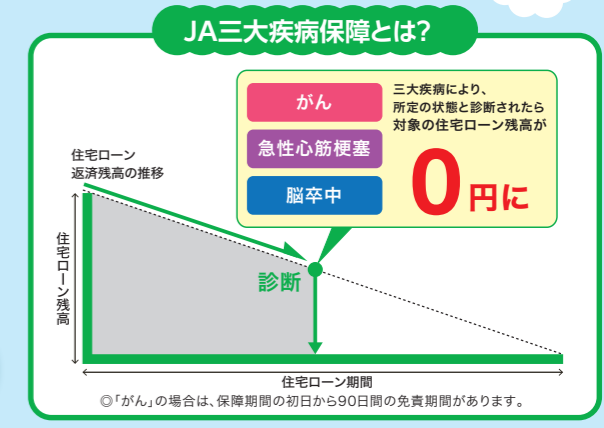 JA三大疾病保障とは?
がん
急性心筋梗塞
脳卒中
三大疾病により、
所定の状態と診断されたら
対象の住宅ローン残高が
0円に
住宅ローン
返済残高の推移
住宅ローン残高
診断
住宅ローン期間
◎「がん」の場合は、保障期間の初日から90日間の免責期間があります。